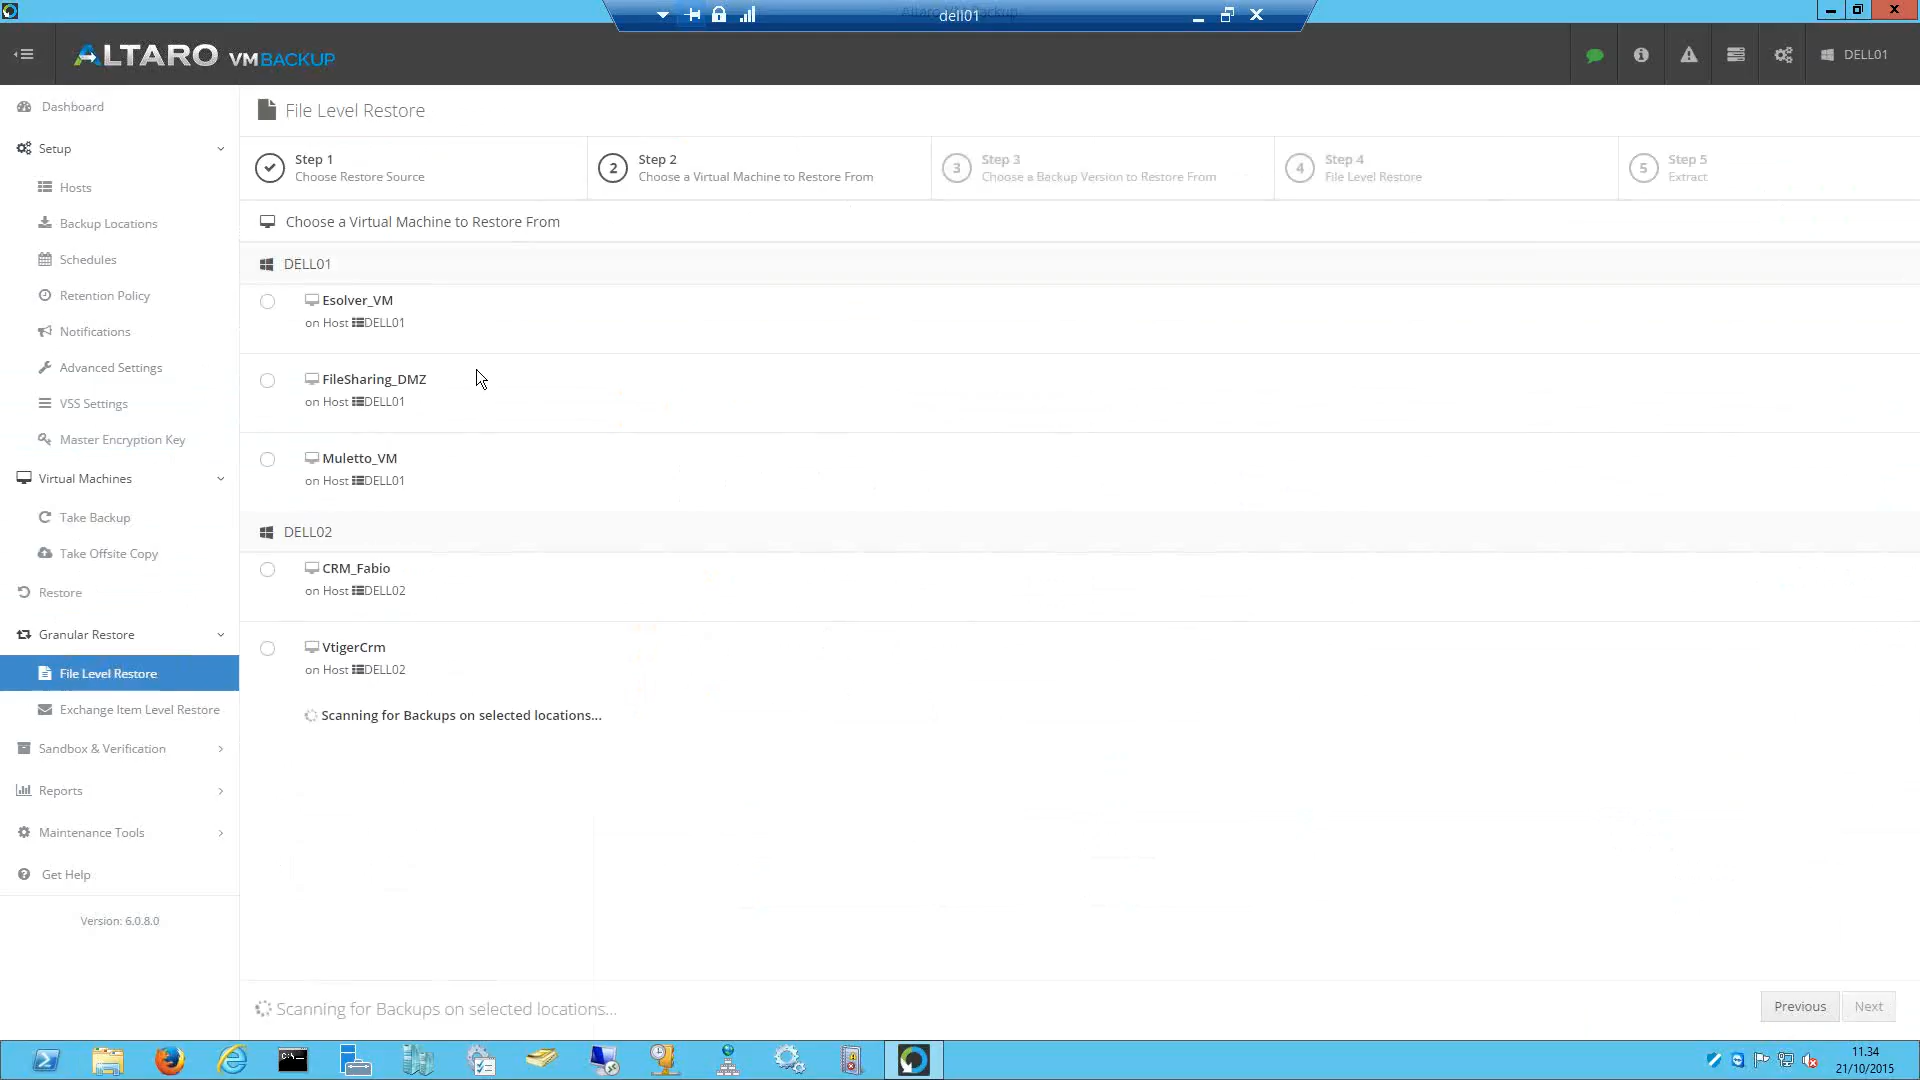 dell01
ALTARO VMBACKUP
DELL01
Dashboard
Setup
Hosts
Backup Locations
Schedules
Retention Policy
Notifications
Advanced Settings
VSS Settings
Master Encryption Key
Virtual Machines
Take Backup
Take Offsite Copy
Restore
Granular Restore
File Level Restore
Exchange Item Level Restore
Sandbox & Verification
Reports
Maintenance Tools
Get Help
Version: 6.0.8.0
File Level Restore
Step 1
Choose Restore Source
2
Step 2
Choose a Virtual Machine to Restore From
3
Step 3
Choose a Backup Version to Restore From
4
Step 4
File Level Restore
5
Step 5
Extract
Choose a Virtual Machine to Restore From
DELL01
Esolver_VM
on Host DELL01
FileSharing_DMZ
on Host DELL01
Muletto_VM
on Host DELL01
DELL02
CRM_Fabio
on Host DELL02
VtigerCrm
on Host DELL02
Scanning for Backups on selected locations...
Scanning for Backups on selected locations...
Previous
Next
11.34
21/10/2015